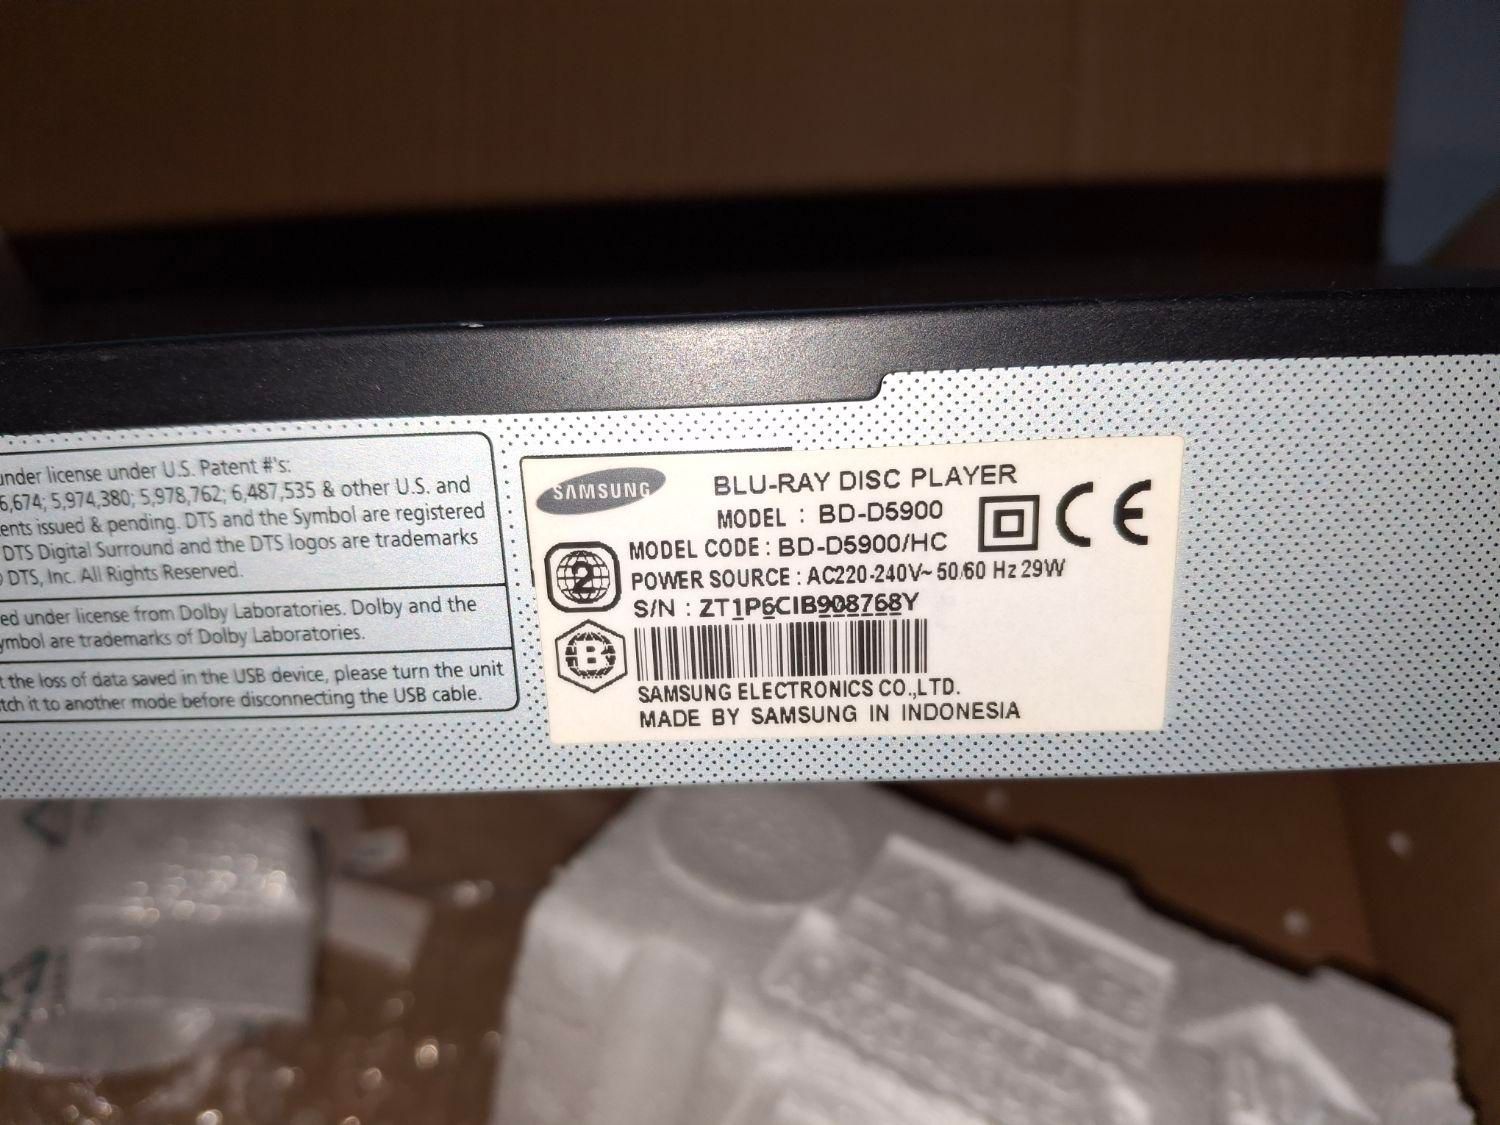 under license under U.S. Patent #'s:
6,674; 5,974,380; 5,978,762; 6,487,535 & other U.S. and
ents issued & pending. DTS and the Symbol are registered
DTS Digital Surround and the DTS logos are trademarks
DTS, Inc. All Rights Reserved.
ed under license from Dolby Laboratories. Dolby and the
ymbol are trademarks of Dolby Laboratories.
t the loss of data saved in the USB device, please turn the unit
tch it to another mode before disconnecting the USB cable.
SAMSUNG
BLU-RAY DISC PLAYER
MODEL : BD-D5900
MODEL CODE : BD-D5900/HC
POWER SOURCE : AC220-240V~ 50/60 Hz 29W
S/N : ZT1P6CIB908768Y
2
B
CE
SAMSUNG ELECTRONICS CO.,LTD.
MADE BY SAMSUNG IN INDONESIA